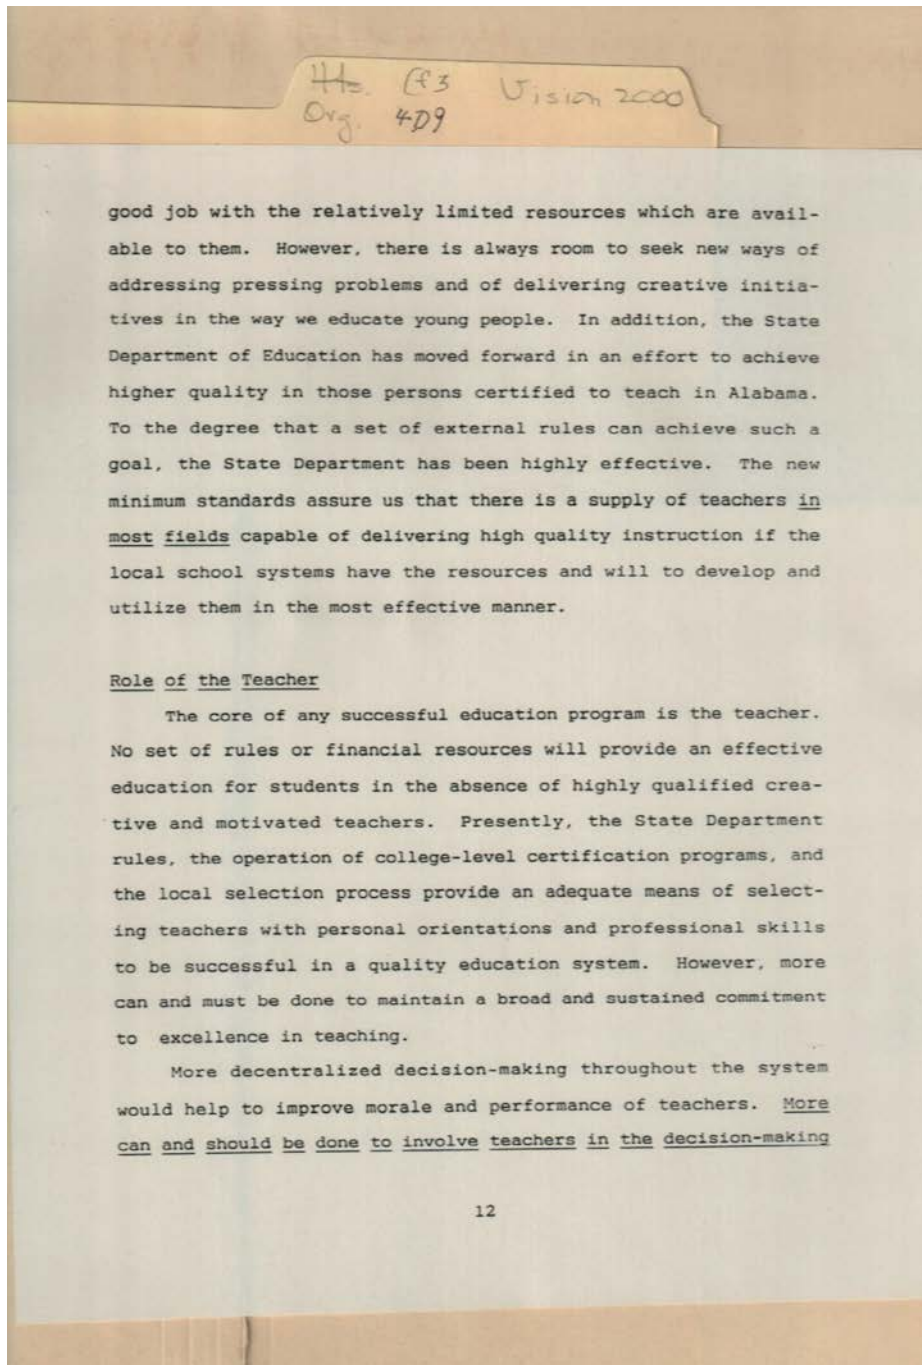 Hts. Cf3 Vision 2000
Org. 4D9
good job with the relatively limited resources which are avail-
able to them. However, there is always room to seek new ways of
addressing pressing problems and of delivering creative initia-
tives in the way we educate young people. In addition, the State
Department of Education has moved forward in an effort to achieve
higher quality in those persons certified to teach in Alabama.
To the degree that a set of external rules can achieve such a
goal, the State Department has been highly effective. The new
minimum standards assure us that there is a supply of teachers in
most fields capable of delivering high quality instruction if the
local school systems have the resources and will to develop and
utilize them in the most effective manner.
Role of the Teacher
The core of any successful education program is the teacher.
No set of rules or financial resources will provide an effective
education for students in the absence of highly qualified crea-
tive and motivated teachers. Presently, the State Department
rules, the operation of college-level certification programs, and
the local selection process provide an adequate means of select-
ing teachers with personal orientations and professional skills
to be successful in a quality education system. However, more
can and must be done to maintain a broad and sustained commitment
to excellence in teaching.
More decentralized decision-making throughout the system
would help to improve morale and performance of teachers. More
can and should be done to involve teachers in the decision-making
12